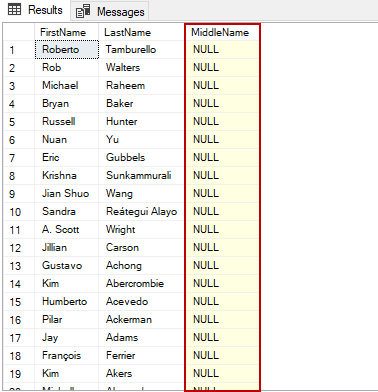 Results Messages
FirstName LastName MiddleName
1 Roberto Tamburello NULL
2 Rob Walters NULL
3 Michael Raheem NULL
4 Bryan Baker NULL
5 Russell Hunter NULL
6 Nuan Yu NULL
7 Eric Gubbels NULL
8 Krishna Sunkammurali NULL
9 Jian Shuo Wang NULL
10 Sandra Reátegui Alayo NULL
11 A. Scott Wright NULL
12 Jillian Carson NULL
13 Gustavo Achong NULL
14 Kim Abercrombie NULL
15 Humberto Acevedo NULL
16 Pilar Ackerman NULL
17 Jay Adams NULL
18 François Ferrier NULL
19 Kim Akers NULL